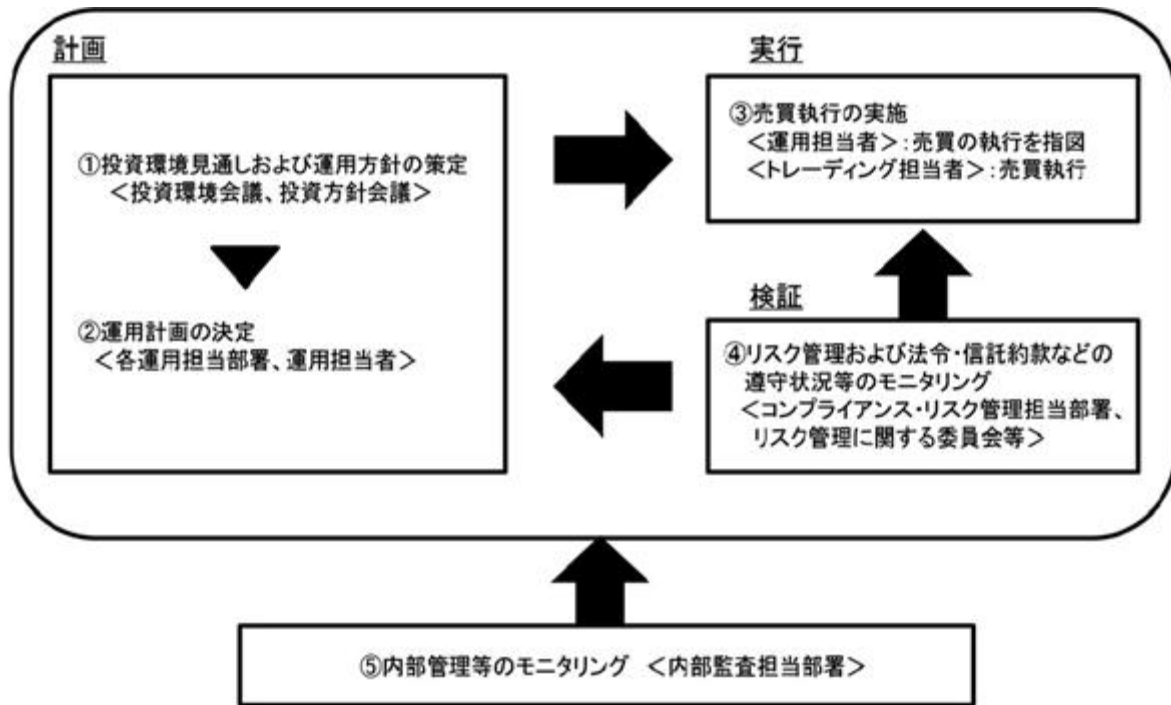 計画
①投資環境見通しおよび運用方針の策定
＜投資環境会議、投資方針会議＞
②運用計画の決定
＜各運用担当部署、運用担当者＞
実行
③売買執行の実施
＜運用担当者＞：売買の執行を指図
＜トレーディング担当者＞：売買執行
検証
④リスク管理および法令・信託約款などの
遵守状況等のモニタリング
＜コンプライアンス・リスク管理担当部署、
リスク管理に関する委員会等＞
⑤内部管理等のモニタリング ＜内部監査担当部署＞